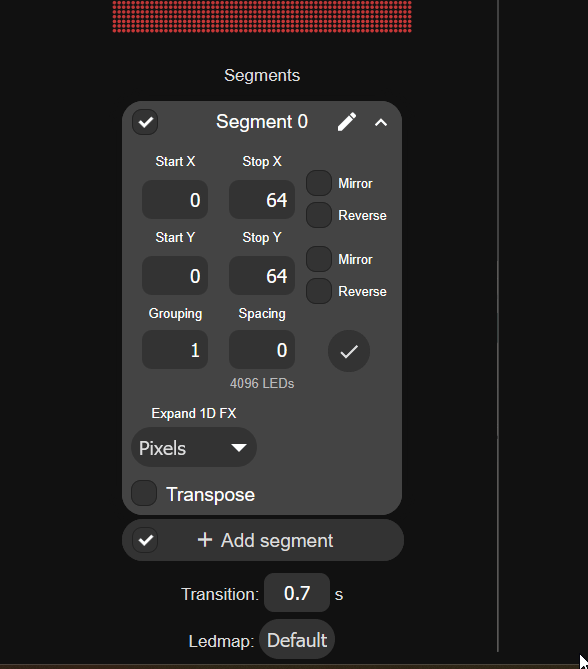 Segments
Segment 0
Start X Stop X
0 64 Mirror
Reverse
Start Y Stop Y
0 64 Mirror
Reverse
Grouping Spacing
1 0
4096 LEDs
Expand 1D FX
Pixels
Transpose
+ Add segment
Transition: 0.7 s
Ledmap: Default